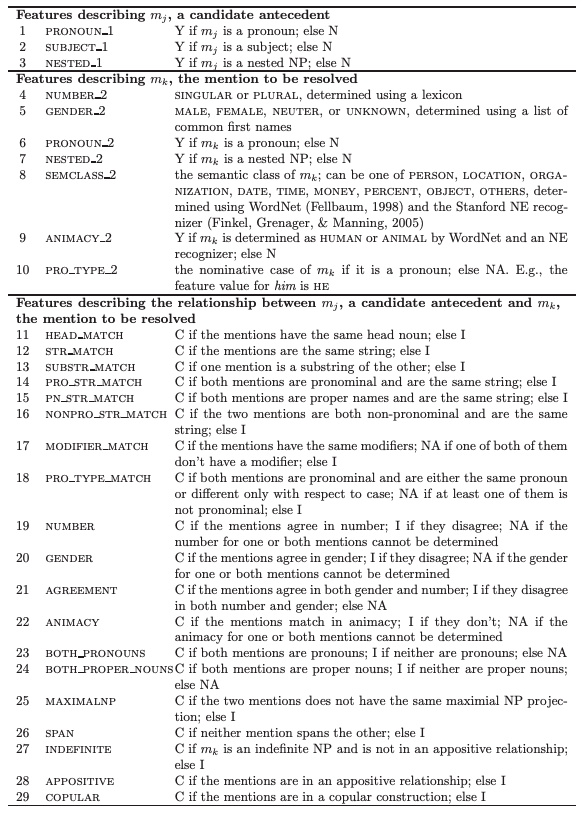 Features describing mj, a candidate antecedent
1 PRONOUN_1 Y if mj is a pronoun; else N
2 SUBJECT_1 Y if mj is a subject; else N
3 NESTED_1 Y if mj is a nested NP; else N
Features describing mk, the mention to be resolved
4 NUMBER_2 SINGULAR or PLURAL, determined using a lexicon
5 GENDER_2 MALE, FEMALE, NEUTER, or UNKNOWN, determined using a list of
common first names
6 PRONOUN_2 Y if mk is a pronoun; else N
7 NESTED_2 Y if mk is a nested NP; else N
8 SEMCLASS_2 the semantic class of mk; can be one of PERSON, LOCATION, ORGA-
NIZATION, DATE, TIME, MONEY, PERCENT, OBJECT, OTHERS, deter-
mined using WordNet (Fellbaum, 1998) and the Stanford NE recog-
nizer (Finkel, Grenager, & Manning, 2005)
9 ANIMACY_2 Y if mk is determined as HUMAN or ANIMAL by WordNet and an NE
recognizer; else N
10 PRO_TYPE_2 the nominative case of mk if it is a pronoun; else NA. E.g., the
feature value for him is HE
Features describing the relationship between mj, a candidate antecedent and mk,
the mention to be resolved
11 HEAD_MATCH C if the mentions have the same head noun; else I
12 STR_MATCH C if the mentions are the same string; else I
13 SUBSTR_MATCH C if one mention is a substring of the other; else I
14 PRO_STR_MATCH C if both mentions are pronominal and are the same string; else I
15 PN_STR_MATCH C if both mentions are proper names and are the same string; else I
16 NONPRO_STR_MATCH C if the two mentions are both non-pronominal and are the same
string; else I
17 MODIFIER_MATCH C if the mentions have the same modifiers; NA if one of both of them
don't have a modifier; else I
18 PRO_TYPE_MATCH C if both mentions are pronominal and are either the same pronoun
or different only with respect to case; NA if at least one of them is
not pronominal; else I
19 NUMBER C if the mentions agree in number; I if they disagree; NA if the
number for one or both mentions cannot be determined
20 GENDER C if the mentions agree in gender; I if they disagree; NA if the gender
for one or both mentions cannot be determined
21 AGREEMENT C if the mentions agree in both gender and number; I if they disagree
in both number and gender; else NA
22 ANIMACY C if the mentions match in animacy; I if they don't; NA if the
animacy for one or both mentions cannot be determined
23 BOTH_PRONOUNS C if both mentions are pronouns; I if neither are pronouns; else NA
24 BOTH_PROPER_NOUNS C if both mentions are proper nouns; I if neither are proper nouns;
else NA
25 MAXIMALNP C if the two mentions does not have the same maximial NP projec-
tion; else I
26 SPAN C if neither mention spans the other; else I
27 INDEFINITE C if mk is an indefinite NP and is not in an appositive relationship;
else I
28 APPOSITIVE C if the mentions are in an appositive relationship; else I
29 COPULAR C if the mentions are in a copular construction; else I